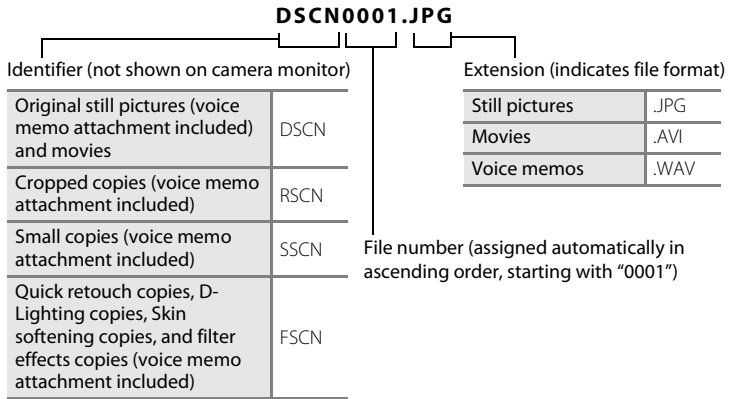 DSCN0001.JPG
Identifier (not shown on camera monitor)
Original still pictures (voice
memo attachment included)
and movies
DSCN
Cropped copies (voice memo
attachment included)
RSCN
Small copies (voice memo
attachment included)
SSCN
Quick retouch copies, D-
Lighting copies, Skin
softening copies, and filter
effects copies (voice memo
attachment included)
FSCN
Extension (indicates file format)
Still pictures
.JPG
Movies
.AVI
Voice memos
.WAV
File number (assigned automatically in
ascending order, starting with “0001”)